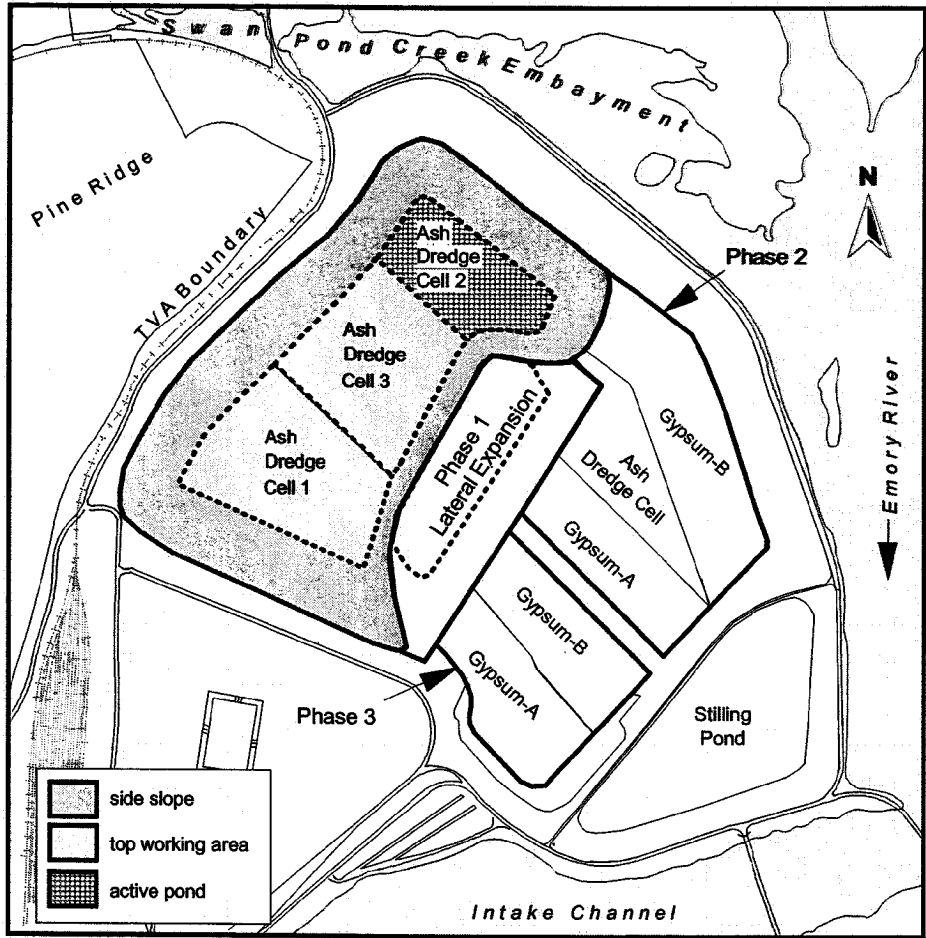 Swan Pond Creek Embayment
Pine Ridge
TVA Boundary
N
Ash
Dredge
Cell 2
Phase 2
Ash
Dredge
Cell 3
Ash
Dredge
Cell 1
Phase 1
Lateral Expansion
Gypsum-B
Ash
Dredge Cell
Gypsum-A
Emory River
Gypsum-B
Gypsum-A
Phase 3
Stilling
Pond
side slope
top working area
active pond
Intake Channel